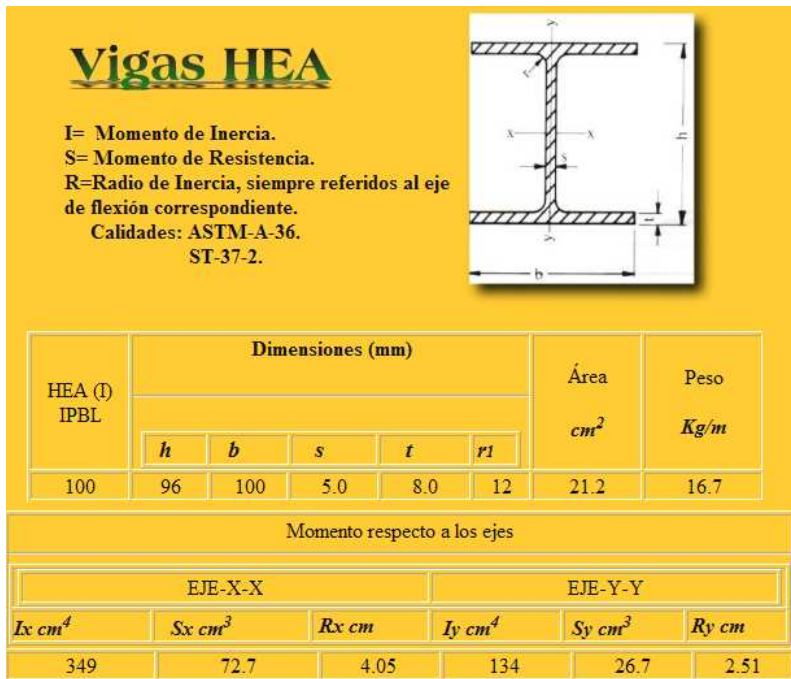 Vigas HEA
I= Momento de Inercia.
S= Momento de Resistencia.
R=Radio de Inercia, siempre referidos al eje
de flexión correspondiente.
Calidades: ASTM-A-36.
ST-37-2.
y
r
x x
s
h
t
y
b
HEA (I)
IPBL
Dimensiones (mm)
Área
cm²
Peso
Kg/m
h b s t r1
100 96 100 5.0 8.0 12 21.2 16.7
Momento respecto a los ejes
EJE-X-X EJE-Y-Y
Ix cm⁴ Sx cm³ Rx cm Iy cm⁴ Sy cm³ Ry cm
349 72.7 4.05 134 26.7 2.51